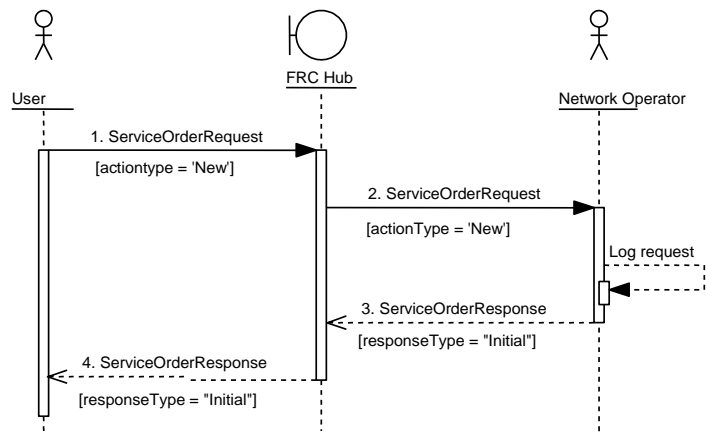 FRC Hub
User
Network Operator
1. ServiceOrderRequest
[actiontype = 'New']
2. ServiceOrderRequest
[actionType = 'New']
Log request
3. ServiceOrderResponse
[responseType = "Initial"]
4. ServiceOrderResponse
[responseType = "Initial"]